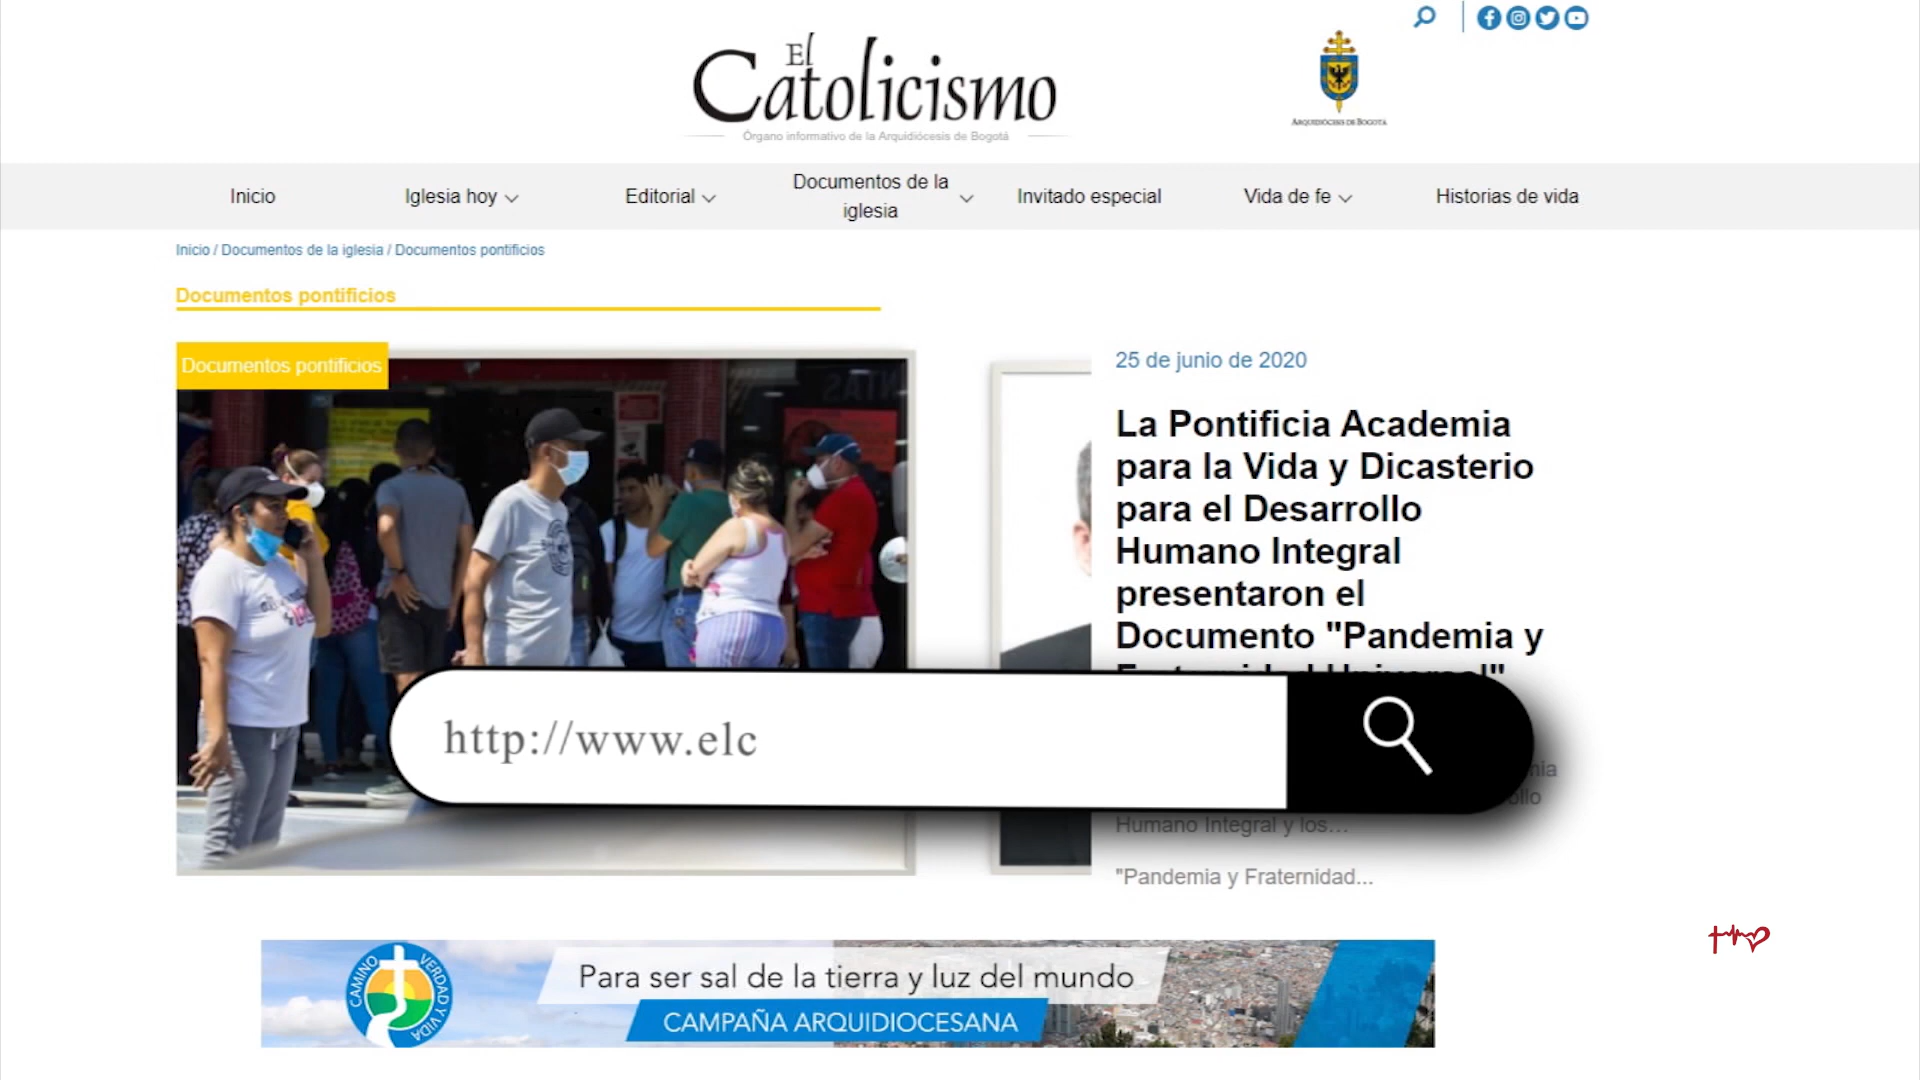 El
Catolicismo
Órgano informativo de la Arquidiócesis de Bogotá
ARQUIDIÓCESIS DE BOGOTÁ
Inicio
Iglesia hoy
Editorial
Documentos de la
iglesia
Invitado especial
Vida de fe
Historias de vida
Inicio / Documentos de la iglesia / Documentos pontificios
Documentos pontificios
Documentos pontificios
25 de junio de 2020
La Pontificia Academia
para la Vida y Dicasterio
para el Desarrollo
Humano Integral
presentaron el
Documento "Pandemia y
http://www.elc
Humano Integral y los...
"Pandemia y Fraternidad...
CAMINO VERDAD Y VIDA
Para ser sal de la tierra y luz del mundo
CAMPAÑA ARQUIDIOCESANA